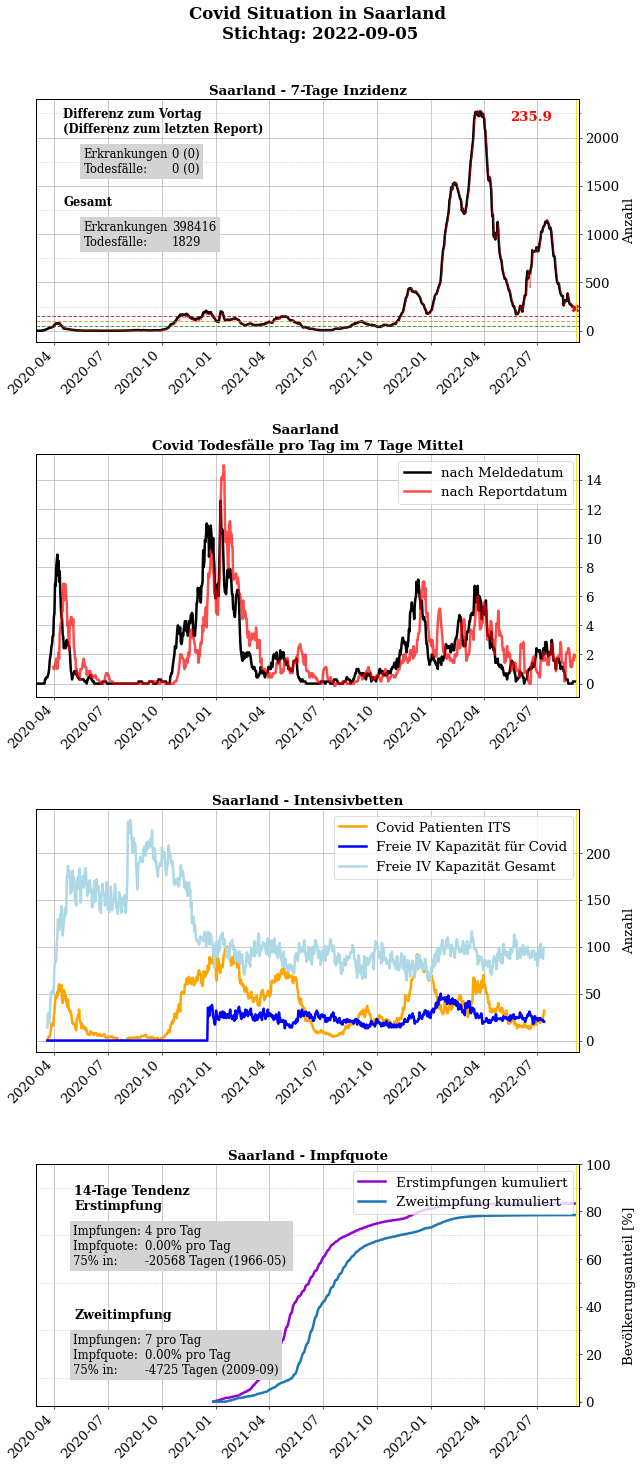 Covid Situation in Saarland
Stichtag: 2022-09-05
Saarland - 7-Tage Inzidenz
Differenz zum Vortag
(Differenz zum letzten Report)
Erkrankungen 0 (0)
Todesfälle: 0 (0)
Gesamt
Erkrankungen 398416
Todesfälle: 1829
235.9
2000
1500
1000
500
0
Anzahl
2020-04 2020-07 2020-10 2021-01 2021-04 2021-07 2021-10 2022-01 2022-04 2022-07
Saarland
Covid Todesfälle pro Tag im 7 Tage Mittel
nach Meldedatum
nach Reportdatum
14
12
10
8
6
4
2
0
2020-04 2020-07 2020-10 2021-01 2021-04 2021-07 2021-10 2022-01 2022-04 2022-07
Saarland - Intensivbetten
Covid Patienten ITS
Freie IV Kapazität für Covid
Freie IV Kapazität Gesamt
200
150
100
50
0
Anzahl
2020-04 2020-07 2020-10 2021-01 2021-04 2021-07 2021-10 2022-01 2022-04 2022-07
Saarland - Impfquote
14-Tage Tendenz
Erstimpfung
Impfungen: 4 pro Tag
Impfquote: 0.00% pro Tag
75% in: -20568 Tagen (1966-05)
Zweitimpfung
Impfungen: 7 pro Tag
Impfquote: 0.00% pro Tag
75% in: -4725 Tagen (2009-09)
Erstimpfungen kumuliert
Zweitimpfung kumuliert
100
80
60
40
20
0
Bevölkerungsanteil [%]
2020-04 2020-07 2020-10 2021-01 2021-04 2021-07 2021-10 2022-01 2022-04 2022-07